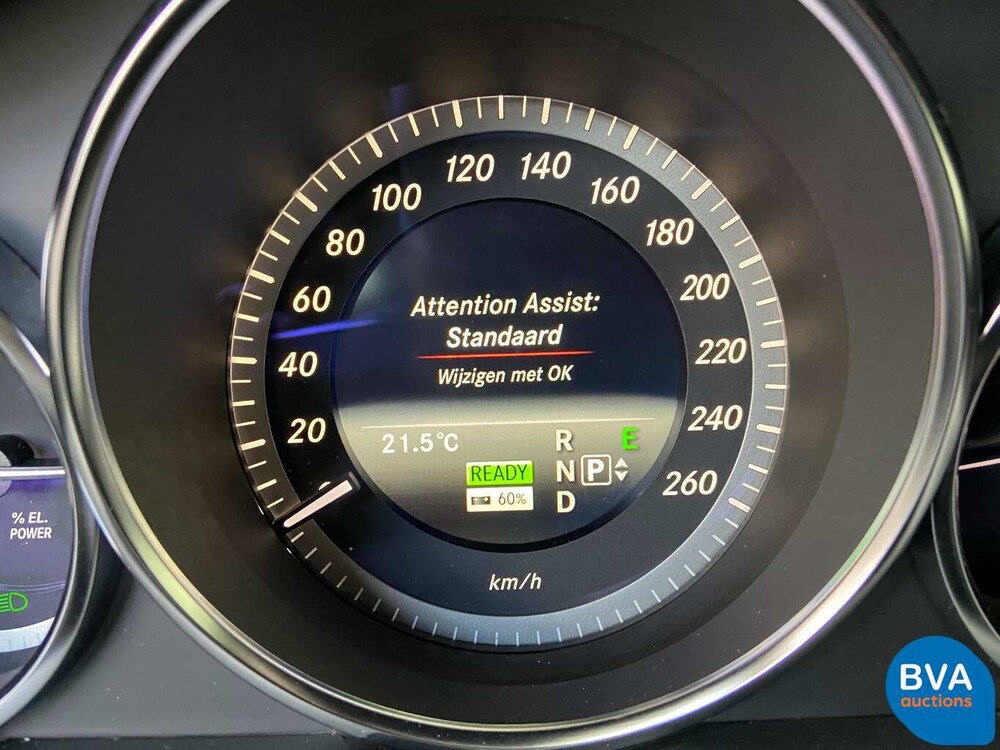 120 140
100 160
80 180
60 200
40 220
20 240
260
Attention Assist:
Standaard
Wijzigen met OK
21.5°C
R E
READY N P
60% D
km/h
% EL.
POWER
BVA
auctions